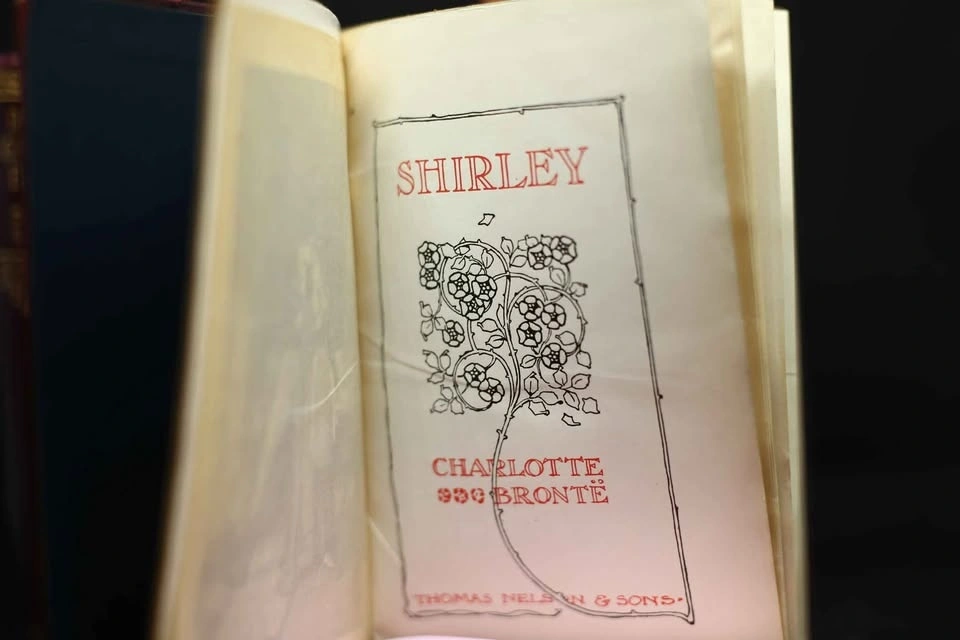 SHIRLEY
CHARLOTTE
BRONTË
THOMAS NELSON & SONS.